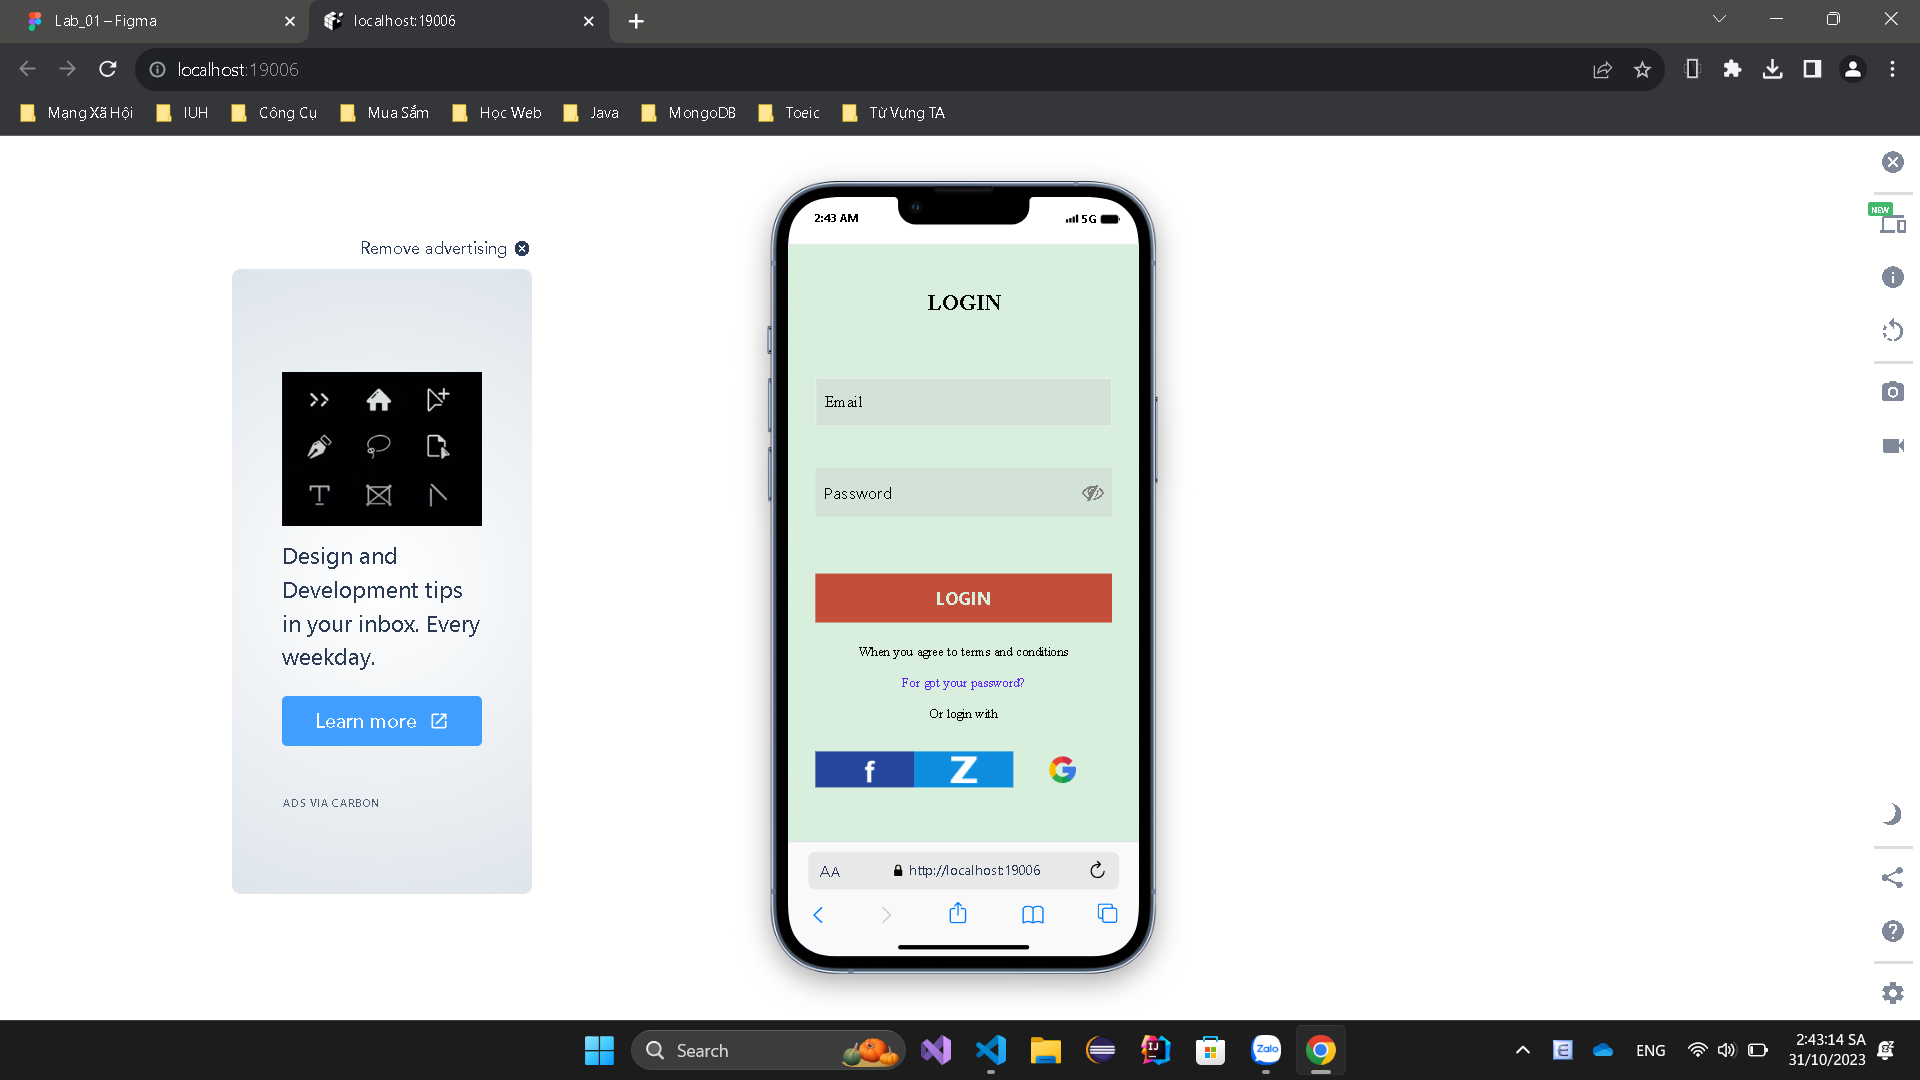 Lab_01 – Figma
localhost:19006
localhost:19006
Mạng Xã Hội
IUH
Công Cụ
Mua Sắm
Học Web
Java
MongoDB
Toeic
Từ Vựng TA
NEW
Remove advertising
Design and
Development tips
in your inbox. Every
weekday.
Learn more
ADS VIA CARBON
2:43 AM
5G
LOGIN
Email
Password
LOGIN
When you agree to terms and conditions
For got your password?
Or login with
f
Z
G
AA
http://localhost:19006
Search
Zalo
ENG
2:43:14 SA
31/10/2023